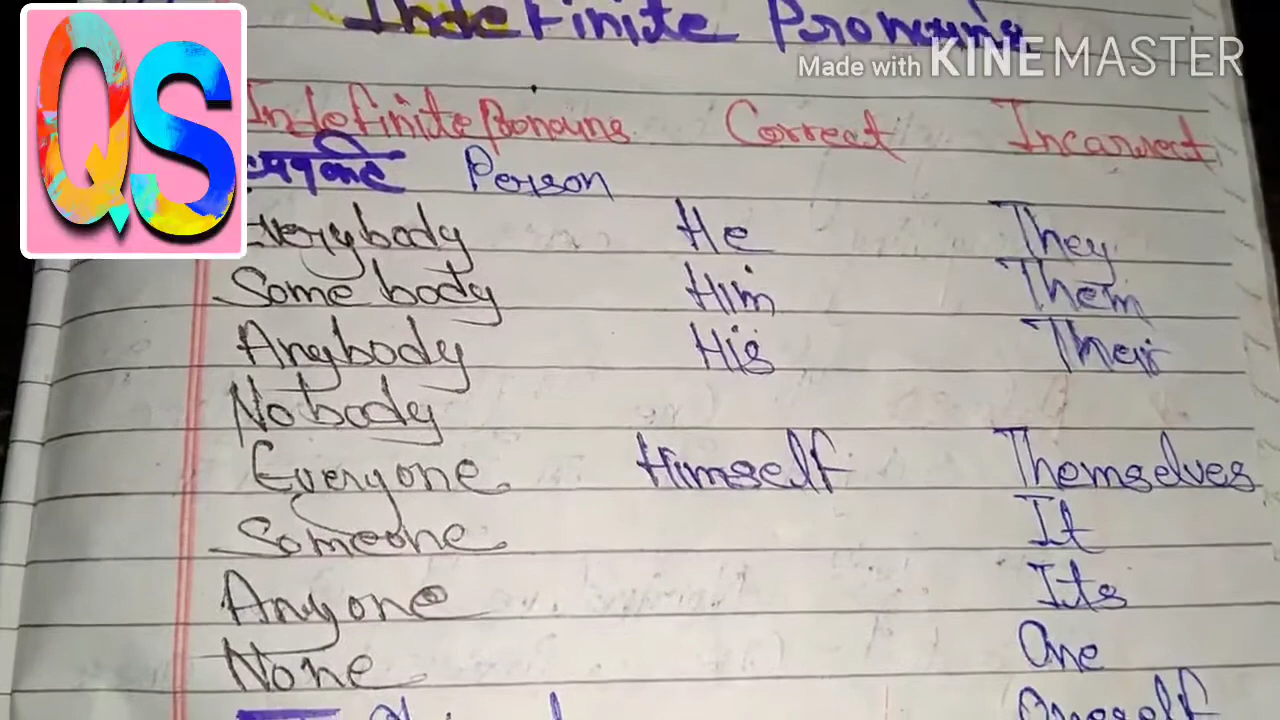 Indefinite Pronouns
Made with KINEMASTER
QS
Indefinite Pronouns Correct Incorrect
Person
Everybody He They
Somebody Him Them
Anybody His Their
Nobody
Everyone Himself Themselves
Someone It
Anyone Its
None One
Oneself